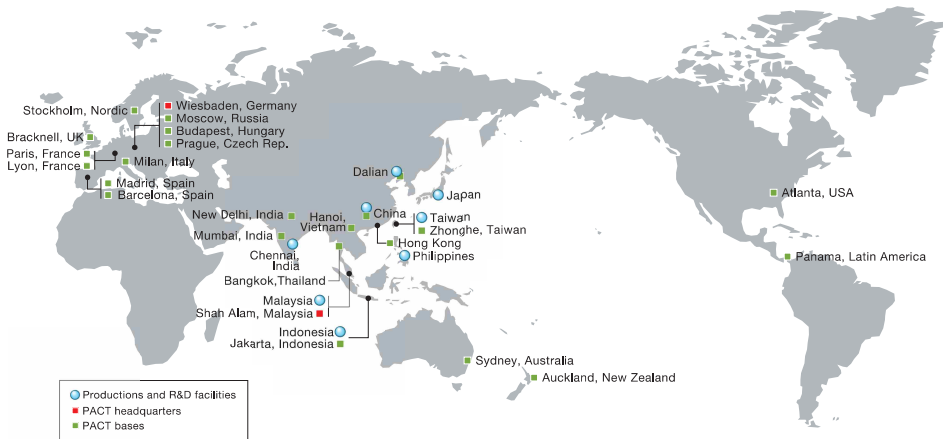 Stockholm, Nordic
Wiesbaden, Germany
Moscow, Russia
Budapest, Hungary
Prague, Czech Rep.
Bracknell, UK
Paris, France
Lyon, France
Milan, Italy
Madrid, Spain
Barcelona, Spain
Dalian
Japan
New Delhi, India
Hanoi,
Vietnam
China
Taiwan
Zhonghe, Taiwan
Mumbai, India
Chennai,
India
Hong Kong
Philippines
Bangkok,Thailand
Malaysia
Shah Alam, Malaysia
Indonesia
Jakarta, Indonesia
Atlanta, USA
Panama, Latin America
Sydney, Australia
Auckland, New Zealand
Productions and R&D facilities
PACT headquarters
PACT bases